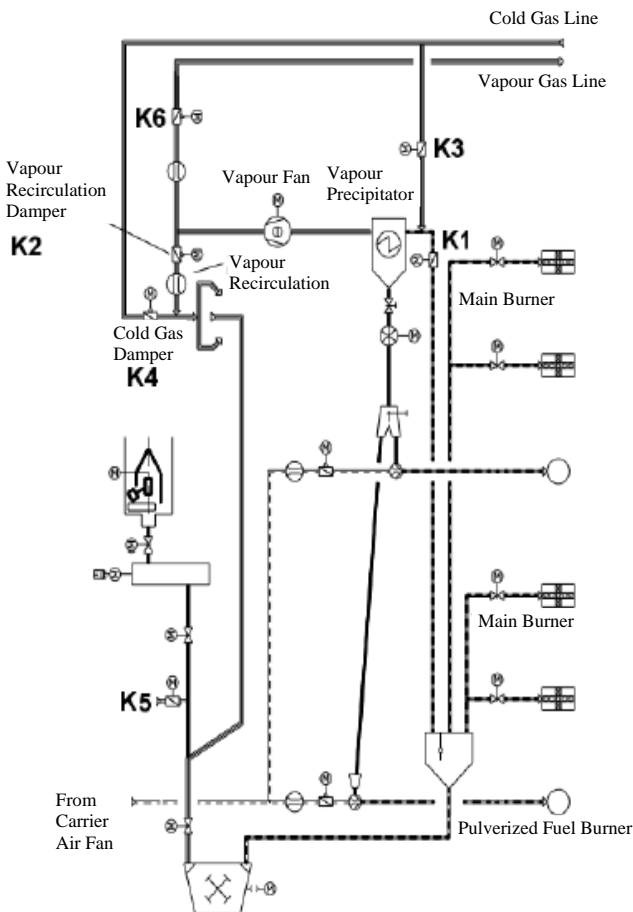 Cold Gas Line
Vapour Gas Line
K6
M
K3
M
Vapour
Recirculation
Damper
K2
Vapour Fan
M
Vapour
Precipitator
M
K1
M
M
Vapour
Recirculation
Main Burner
M
Cold Gas
Damper
K4
M
M
M
M
M
M
M
M
Main Burner
M
K5
M
M
M
From
Carrier
Air Fan
M
M
Pulverized Fuel Burner
M